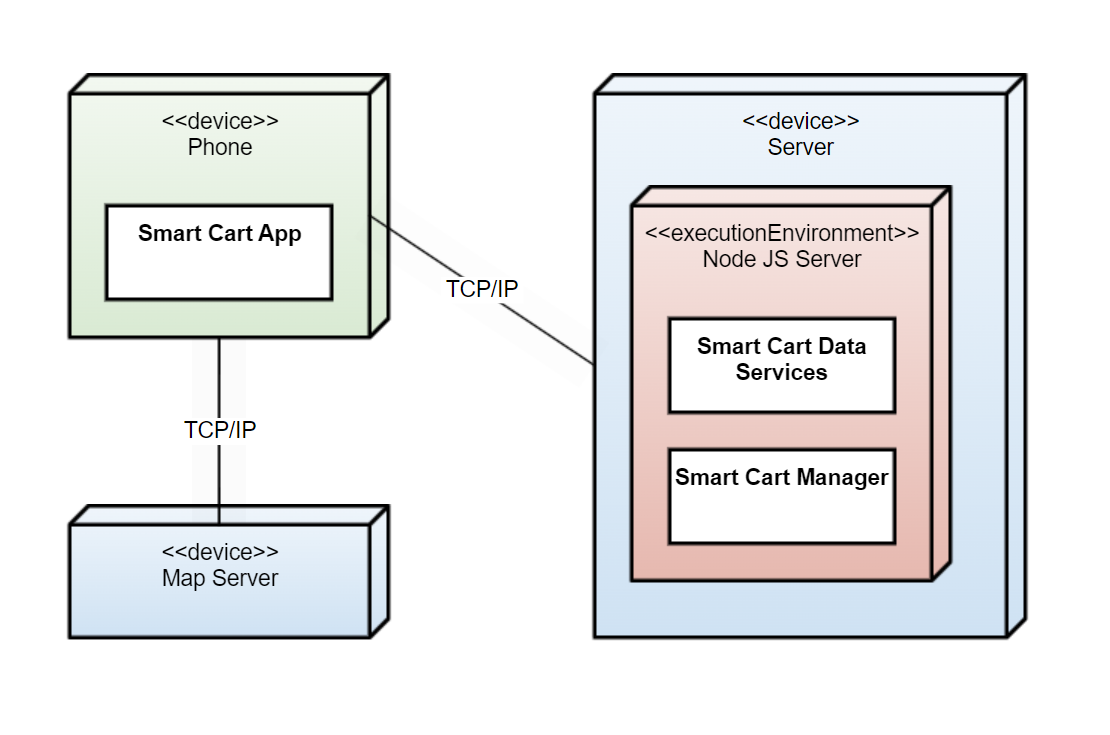 <<device>>
Phone
Smart Cart App
TCP/IP
<<device>>
Map Server
TCP/IP
<<device>>
Server
<<executionEnvironment>>
Node JS Server
Smart Cart Data
Services
Smart Cart Manager